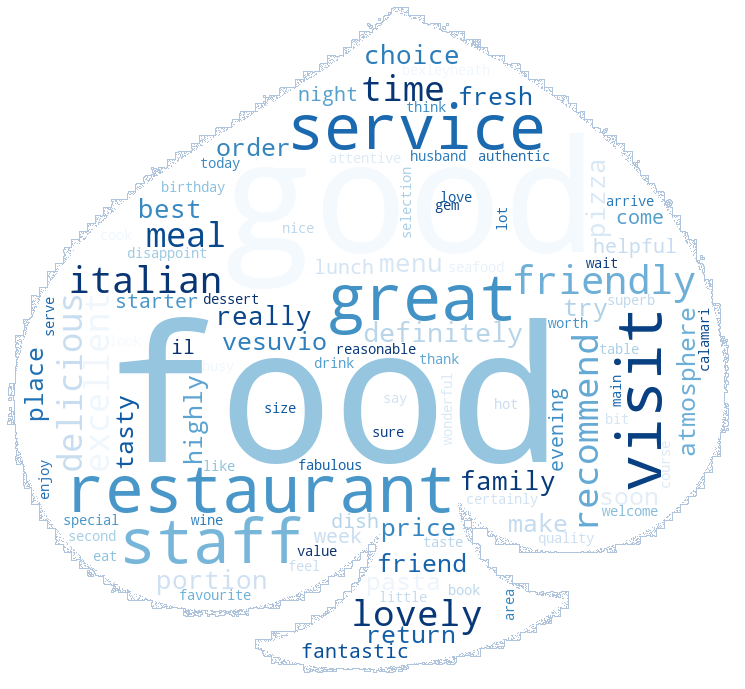 choice
bexleyheath
time
night
think
fresh
service
order
today
attentive
husband
authentic
good
pizza
birthday
selection
love
gem
lot
arrive
best
come
meal
nice
cook
disappoint
helpful
lunch
menu
seafood
wait
italian
friendly
delicious
excellent
serve
starter
dessert
really
great
try
superb
worth
visit
calamari
vesuvio
definitely
look
il
reasonable
table
atmosphere
place
food
busy
drink
thank
recommend
main
tasty
highly
size
say
wonderful
hot
evening
bit
sure
enjoy
like
fabulous
course
restaurant
family
soon
certainly
welcome
special
wine
dish
price
make
second
staff
week
quality
eat
value
taste
friend
feel
portion
pasta
favourite
little
book
area
lovely
return
fantastic